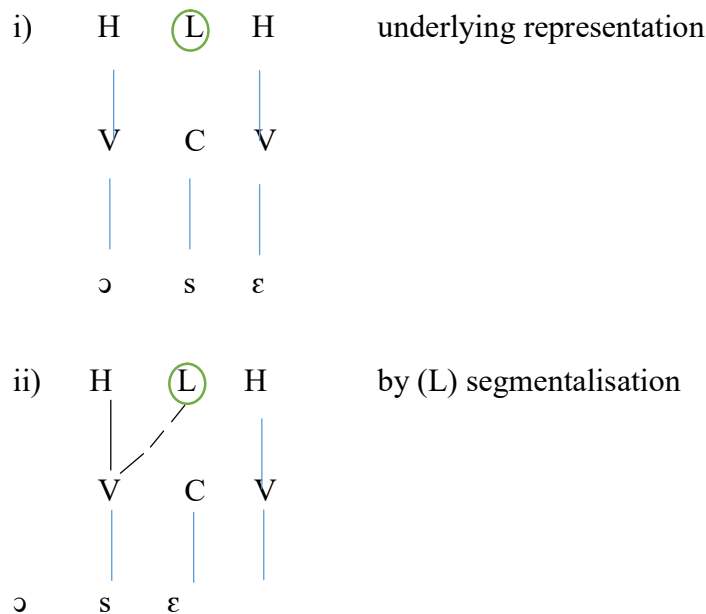 i) H L H underlying representation
V C V
ɔ s ɛ
ii) H L H by (L) segmentalisation
V C V
ɔ s ɛ